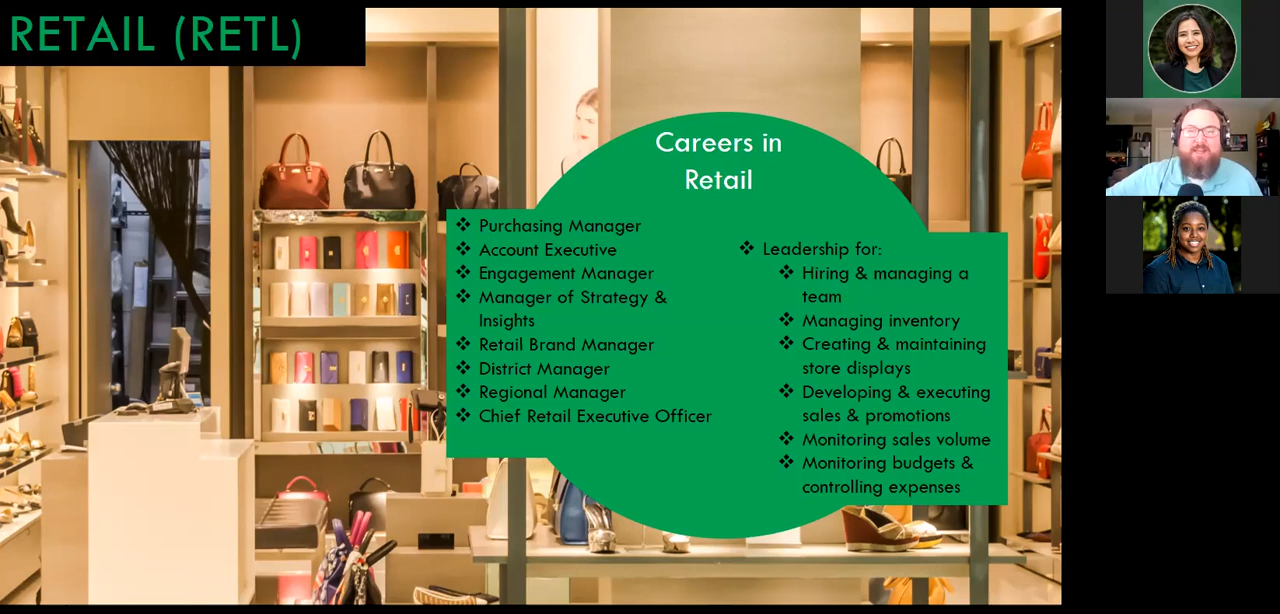 RETAIL (RETL)
Careers in
Retail
❖ Purchasing Manager
❖ Account Executive
❖ Engagement Manager
❖ Manager of Strategy &
Insights
❖ Retail Brand Manager
❖ District Manager
❖ Regional Manager
❖ Chief Retail Executive Officer
❖ Leadership for:
❖ Hiring & managing a
team
❖ Managing inventory
❖ Creating & maintaining
store displays
❖ Developing & executing
sales & promotions
❖ Monitoring sales volume
❖ Monitoring budgets &
controlling expenses